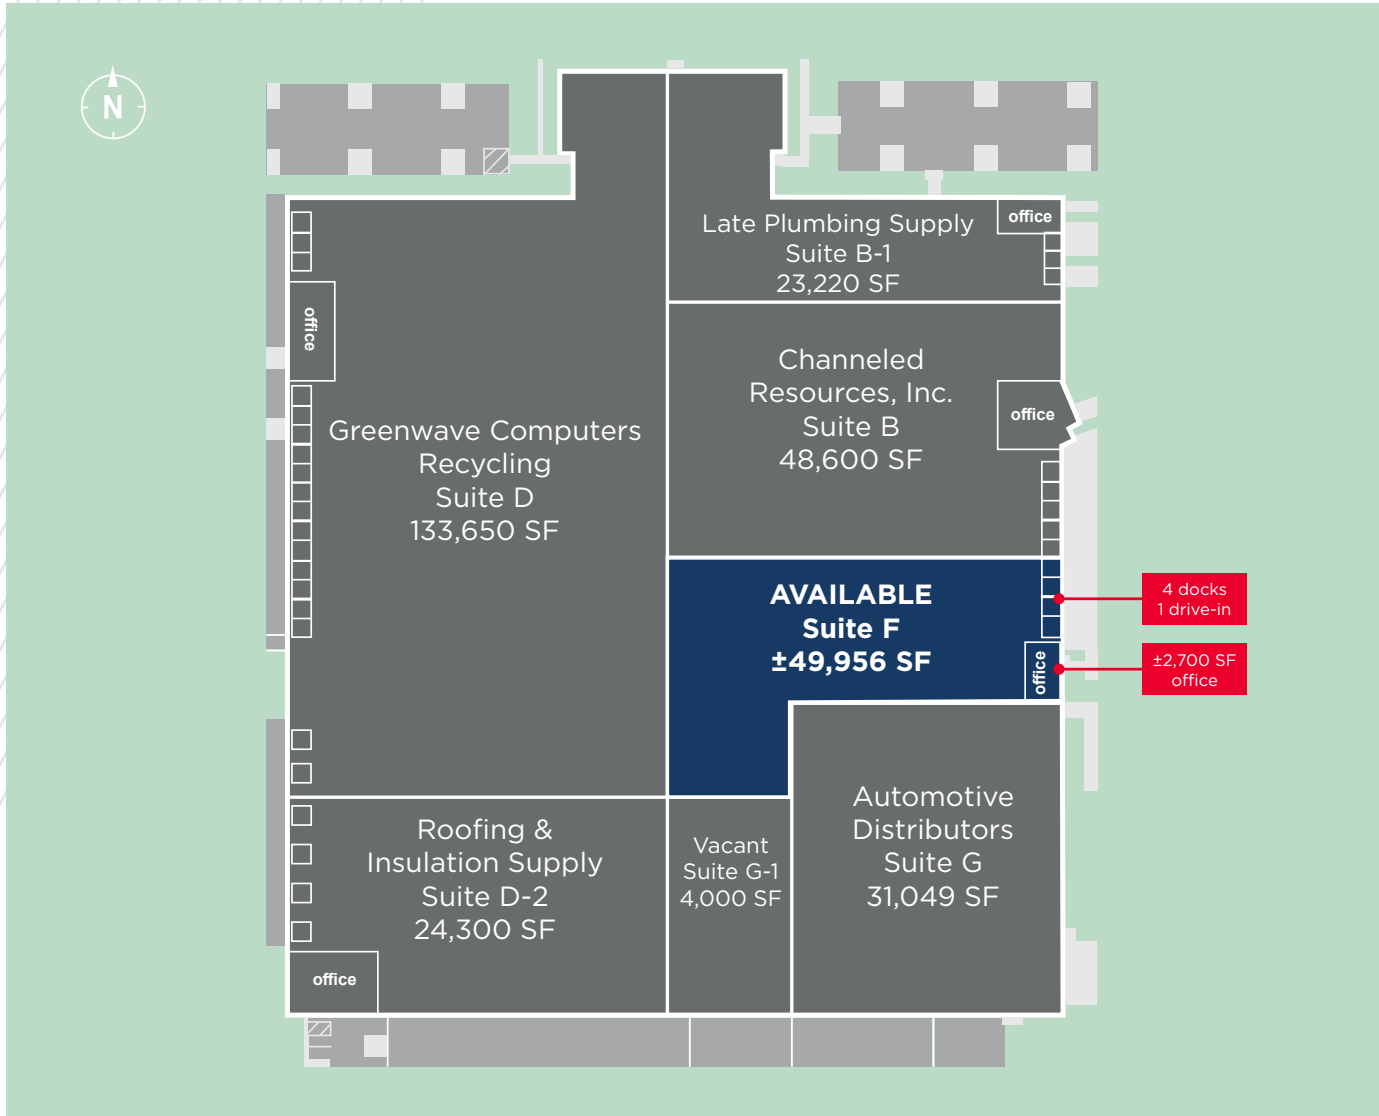 N
Late Plumbing Supply
Suite B-1
23,220 SF
office
office
Channeled
Resources, Inc.
Suite B
48,600 SF
office
Greenwave Computers
Recycling
Suite D
133,650 SF
AVAILABLE
Suite F
±49,956 SF
4 docks
1 drive-in
office
±2,700 SF
office
Roofing &
Insulation Supply
Suite D-2
24,300 SF
office
Vacant
Suite G-1
4,000 SF
Automotive
Distributors
Suite G
31,049 SF